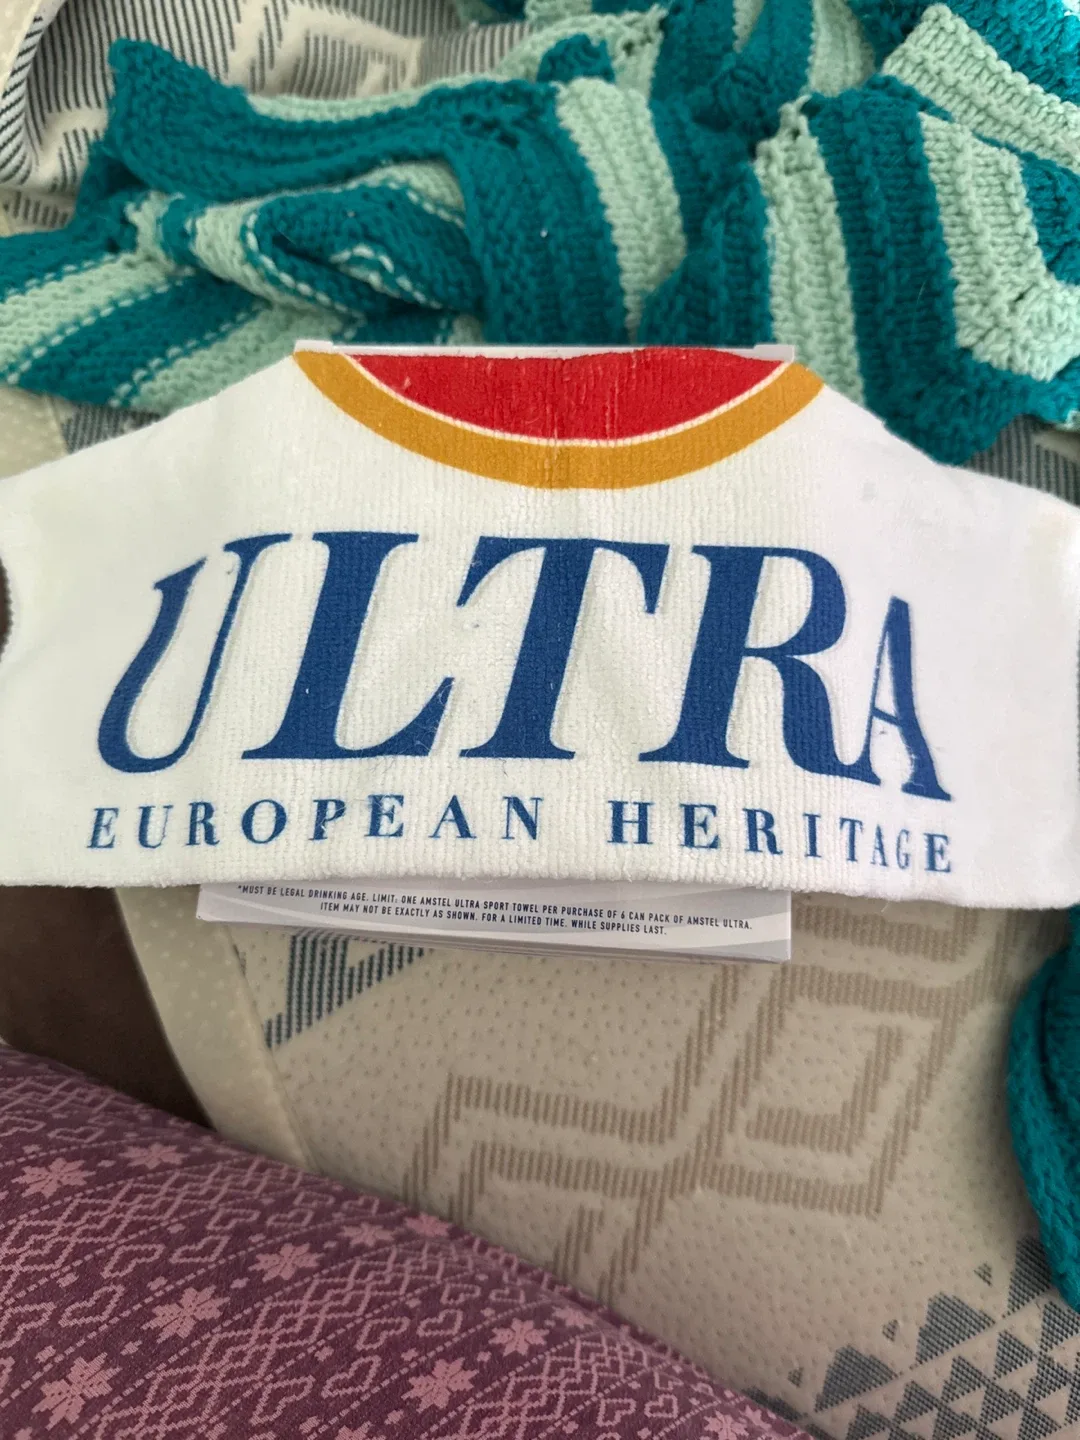 ULTRA
EUROPEAN HERITAGE
*MUST BE LEGAL DRINKING AGE. LIMIT: ONE AMSTEL ULTRA SPORT TOWEL PER PURCHASE OF 6 CAN PACK OF AMSTEL ULTRA.
ITEM MAY NOT BE EXACTLY AS SHOWN. FOR A LIMITED TIME. WHILE SUPPLIES LAST.